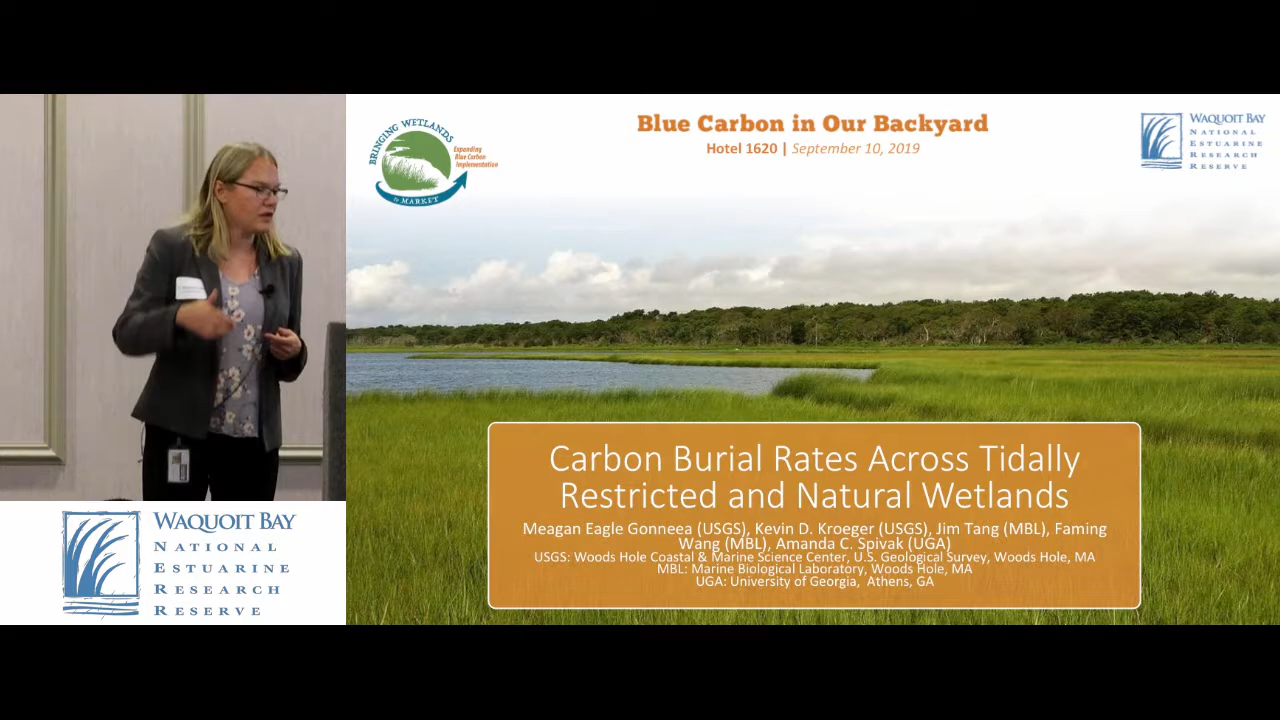 BRINGING WETLANDS
TO MARKET
Expanding
Blue Carbon
Implementation
Blue Carbon in Our Backyard
Hotel 1620 | September 10, 2019
WAQUOIT BAY
NATIONAL
ESTUARINE
RESEARCH
RESERVE
Carbon Burial Rates Across Tidally
Restricted and Natural Wetlands
Meagan Eagle Gonneea (USGS), Kevin D. Kroeger (USGS), Jim Tang (MBL), Faming
Wang (MBL), Amanda C. Spivak (UGA)
USGS: Woods Hole Coastal & Marine Science Center, U.S. Geological Survey, Woods Hole, MA
MBL: Marine Biological Laboratory, Woods Hole, MA
UGA: University of Georgia, Athens, GA
WAQUOIT BAY
NATIONAL
ESTUARINE
RESEARCH
RESERVE